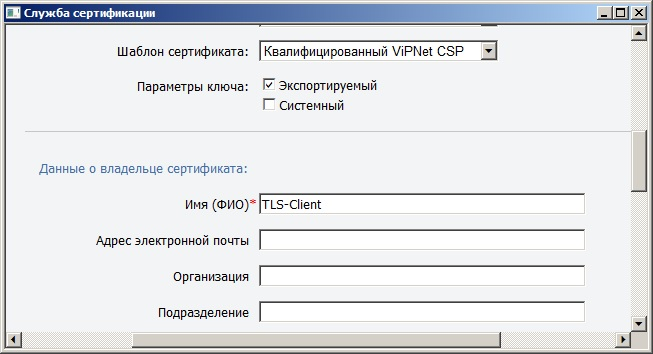 Служба сертификации
Шаблон сертификата: Квалифицированный ViPNet CSP
Параметры ключа: Экспортируемый
Системный
Данные о владельце сертификата:
Имя (ФИО)* TLS-Client
Адрес электронной почты
Организация
Подразделение